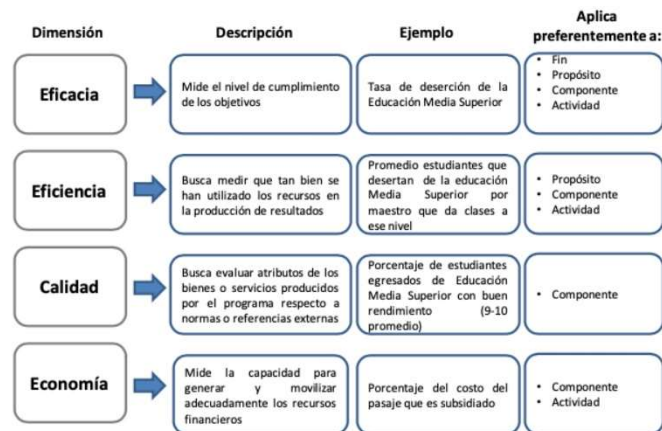 Dimensión
Descripción
Ejemplo
Aplica
preferentemente a:
Eficacia
Mide el nivel de cumplimiento
de los objetivos
Tasa de deserción de la
Educación Media Superior
• Fin
• Propósito
• Componente
• Actividad
Eficiencia
Busca medir que tan bien se
han utilizado los recursos en
la producción de resultados
Promedio estudiantes que
desertan de la educación
Media Superior por
maestro que da clases a
ese nivel
• Propósito
• Componente
• Actividad
Calidad
Busca evaluar atributos de los
bienes o servicios producidos
por el programa respecto a
normas o referencias externas
Porcentaje de estudiantes
egresados de Educación
Media Superior con buen
rendimiento (9-10
promedio)
• Componente
Economía
Mide la capacidad para
generar y movilizar
adecuadamente los recursos
financieros
Porcentaje del costo del
pasaje que es subsidiado
• Componente
• Actividad